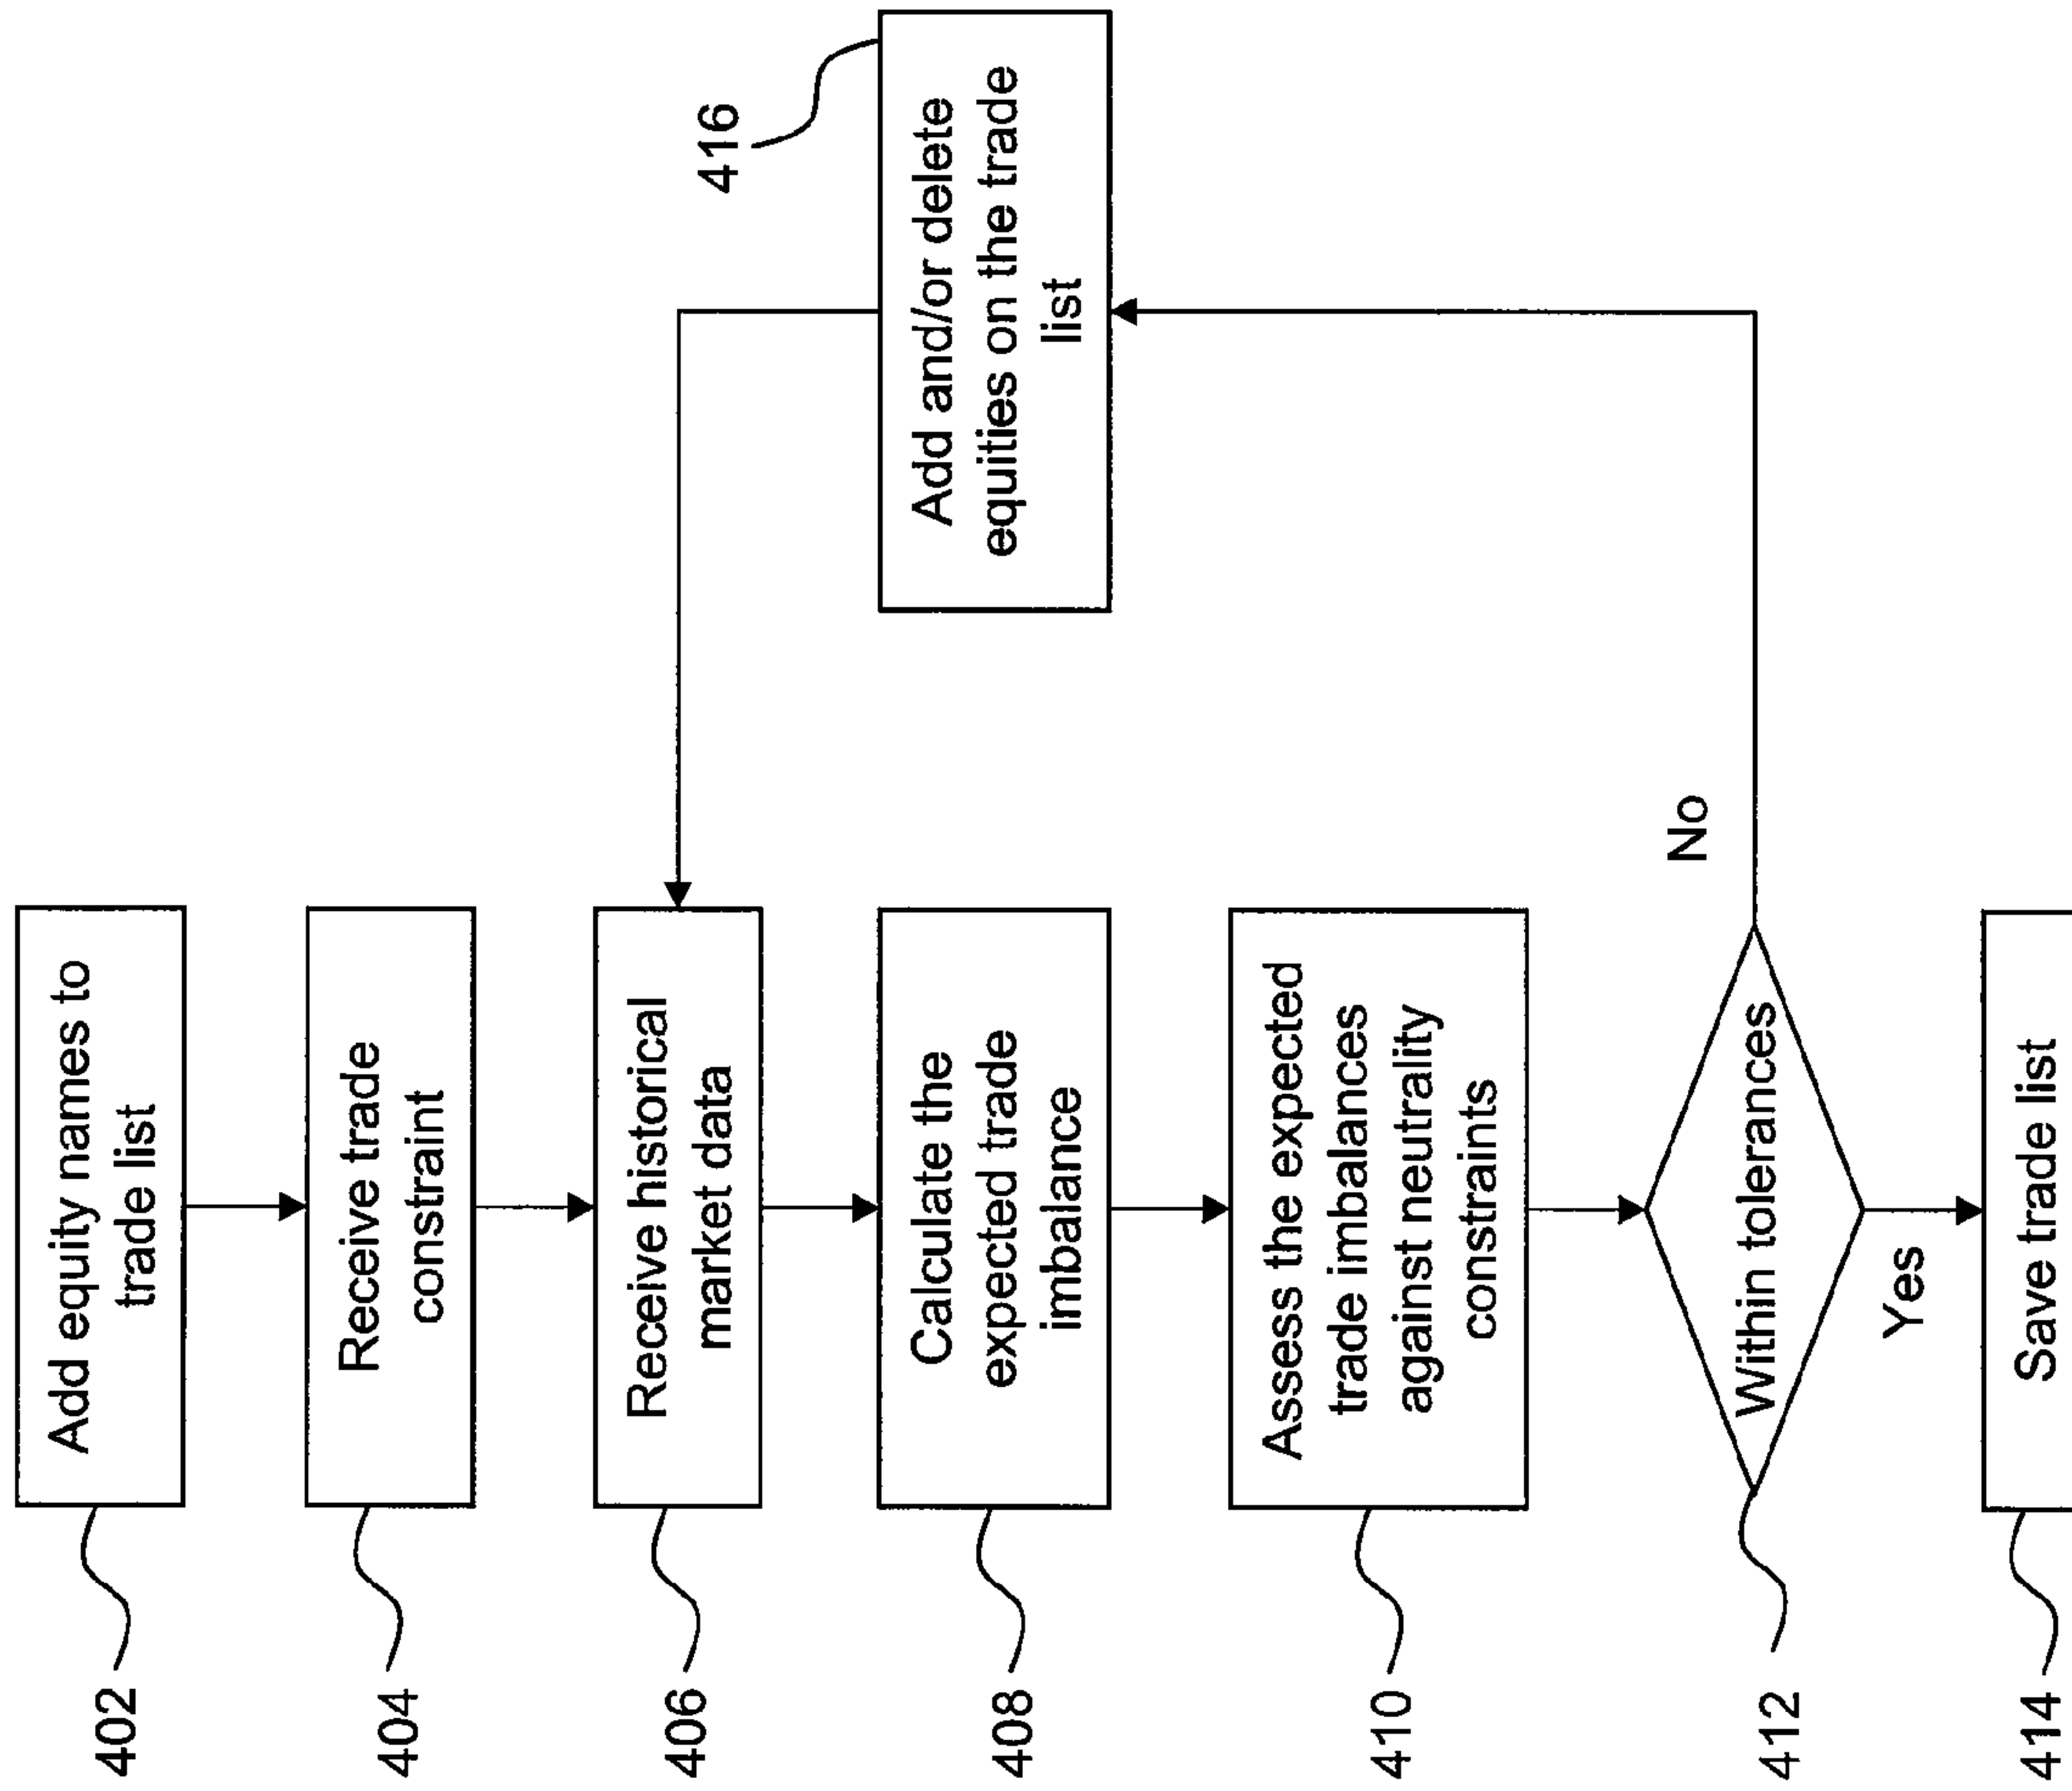 402
Add equity names to
trade list
404
Receive trade
constraint
406
Receive historical
market data
408
Calculate the
expected trade
imbalance
410
Assess the expected
trade imbalances
against neutrality
constraints
412
Within tolerances
No
Yes
414
Save trade list
416
Add and/or delete
equities on the trade
list